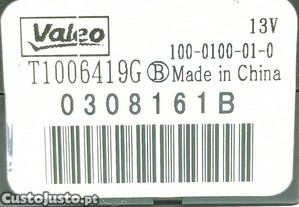 Valeo
13V
100-0100-01-0
T1006419G Ⓑ Made in China
0308161B
CustoJusto.pt